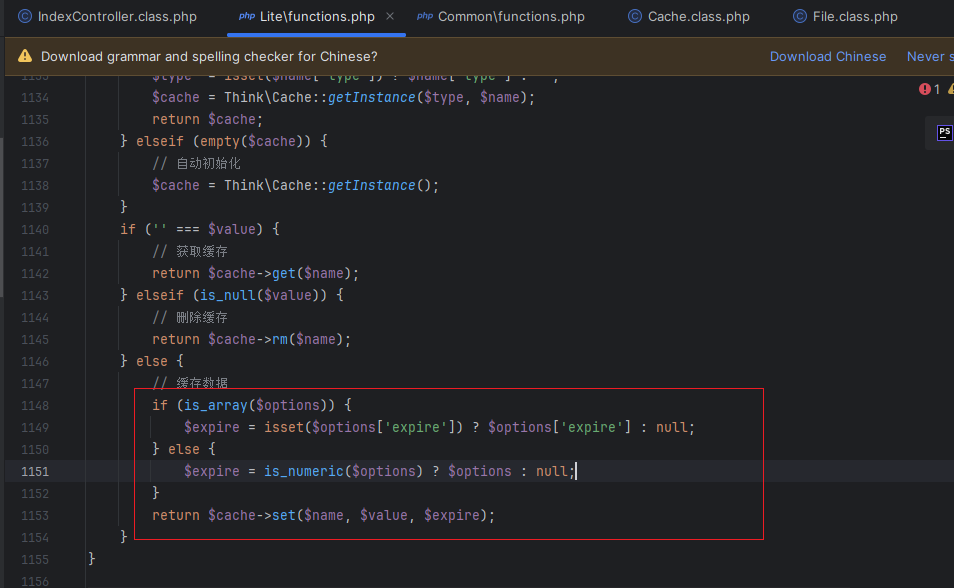 IndexController.class.php
php Lite\functions.php
php Common\functions.php
Cache.class.php
File.class.php
Download grammar and spelling checker for Chinese?
Download Chinese
Never s
1133 $type = isset($name['type']) ? $name['type'] : '';
1134 $cache = Think\Cache::getInstance($type, $name);
1135 return $cache;
1136 } elseif (empty($cache)) {
1137 // 自动初始化
1138 $cache = Think\Cache::getInstance();
1139 }
1140 if ('' === $value) {
1141 // 获取缓存
1142 return $cache->get($name);
1143 } elseif (is_null($value)) {
1144 // 删除缓存
1145 return $cache->rm($name);
1146 } else {
1147 // 缓存数据
1148 if (is_array($options)) {
1149 $expire = isset($options['expire']) ? $options['expire'] : null;
1150 } else {
1151 $expire = is_numeric($options) ? $options : null;
1152 }
1153 return $cache->set($name, $value, $expire);
1154 }
1155 }
1156
1
PS